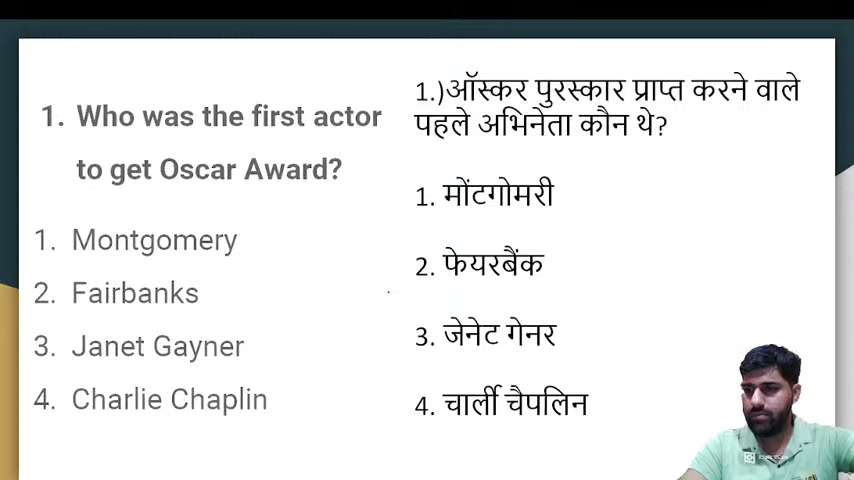 1. Who was the first actor
to get Oscar Award?
1. Montgomery
2. Fairbanks
3. Janet Gayner
4. Charlie Chaplin
1.)ऑस्कर पुरस्कार प्राप्त करने वाले
पहले अभिनेता कौन थे?
1. मोंटगोमरी
2. फेयरबैंक
3. जेनेट गेनर
4. चार्ली चैपलिन